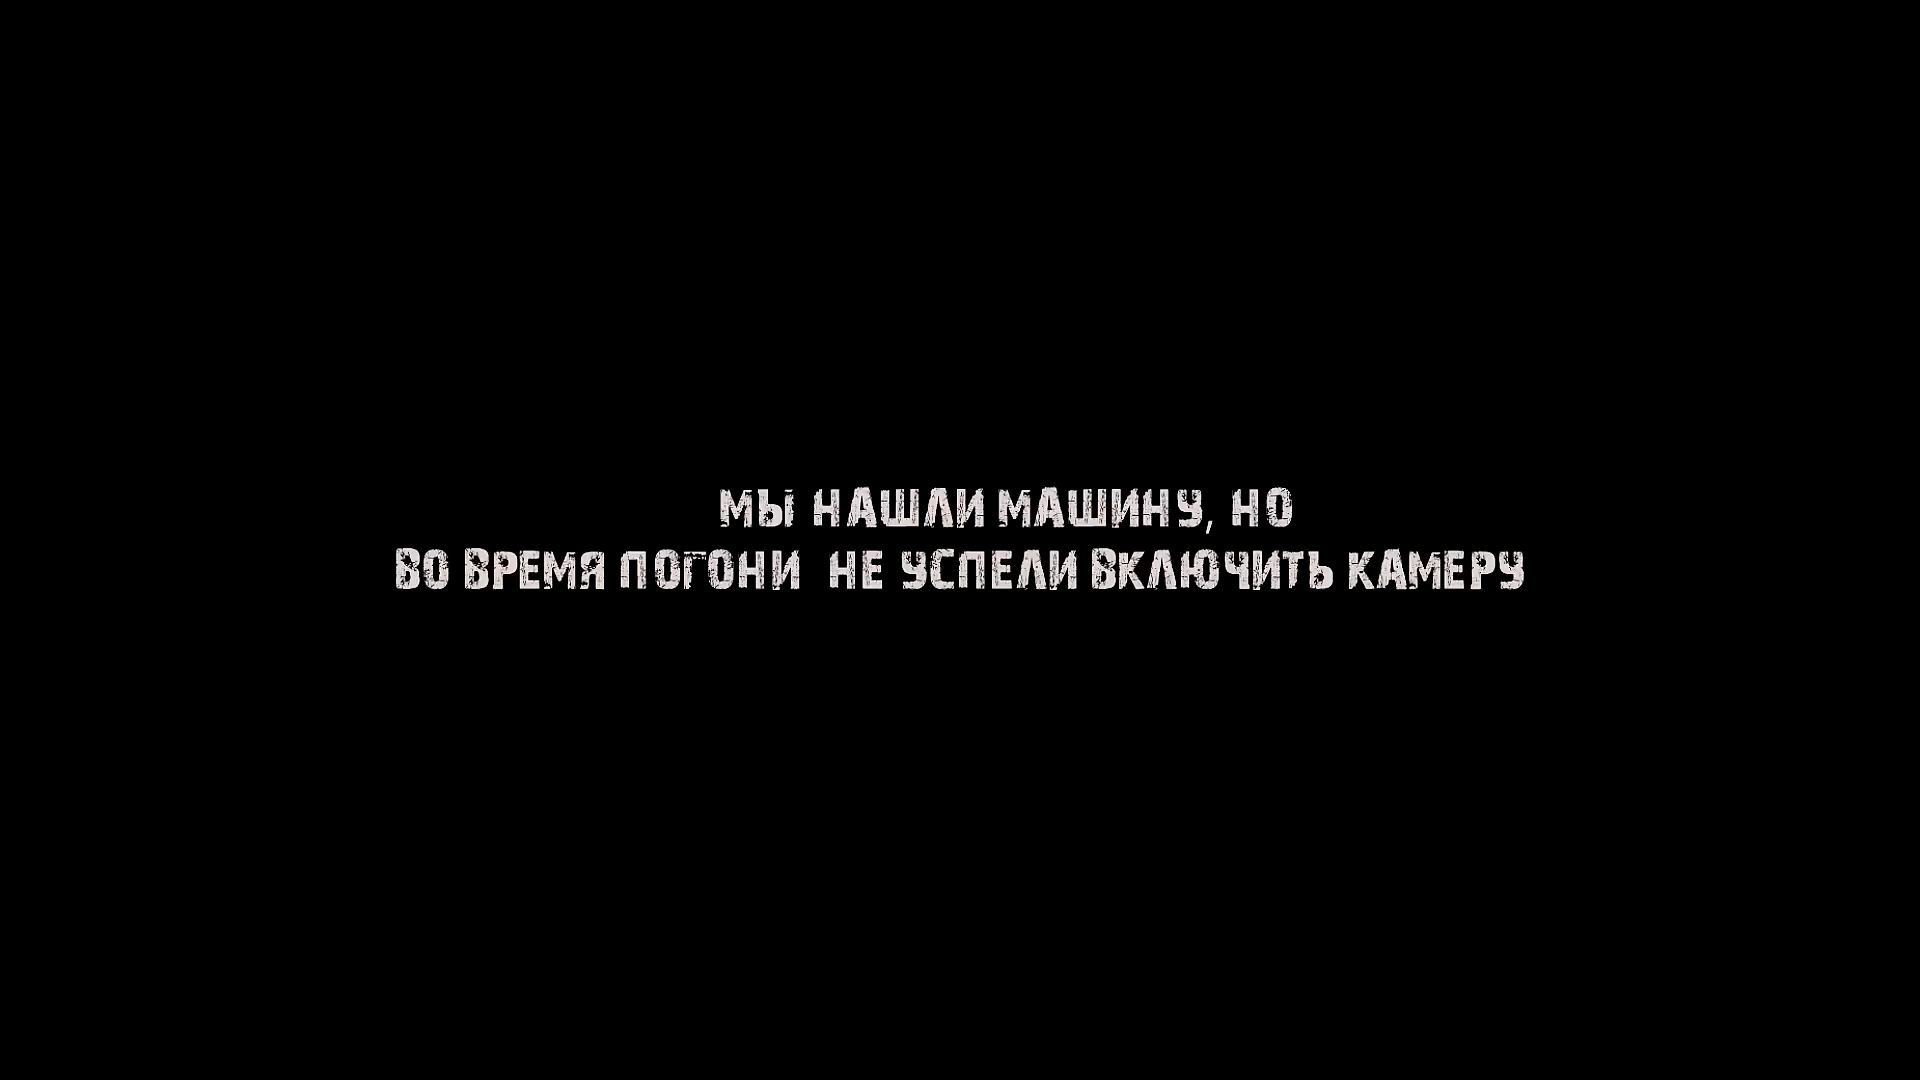 МЫ НАШЛИ МАШИНУ, НО
ВО ВРЕМЯ ПОГОНИ НЕ УСПЕЛИ ВКЛЮЧИТЬ КАМЕРУ